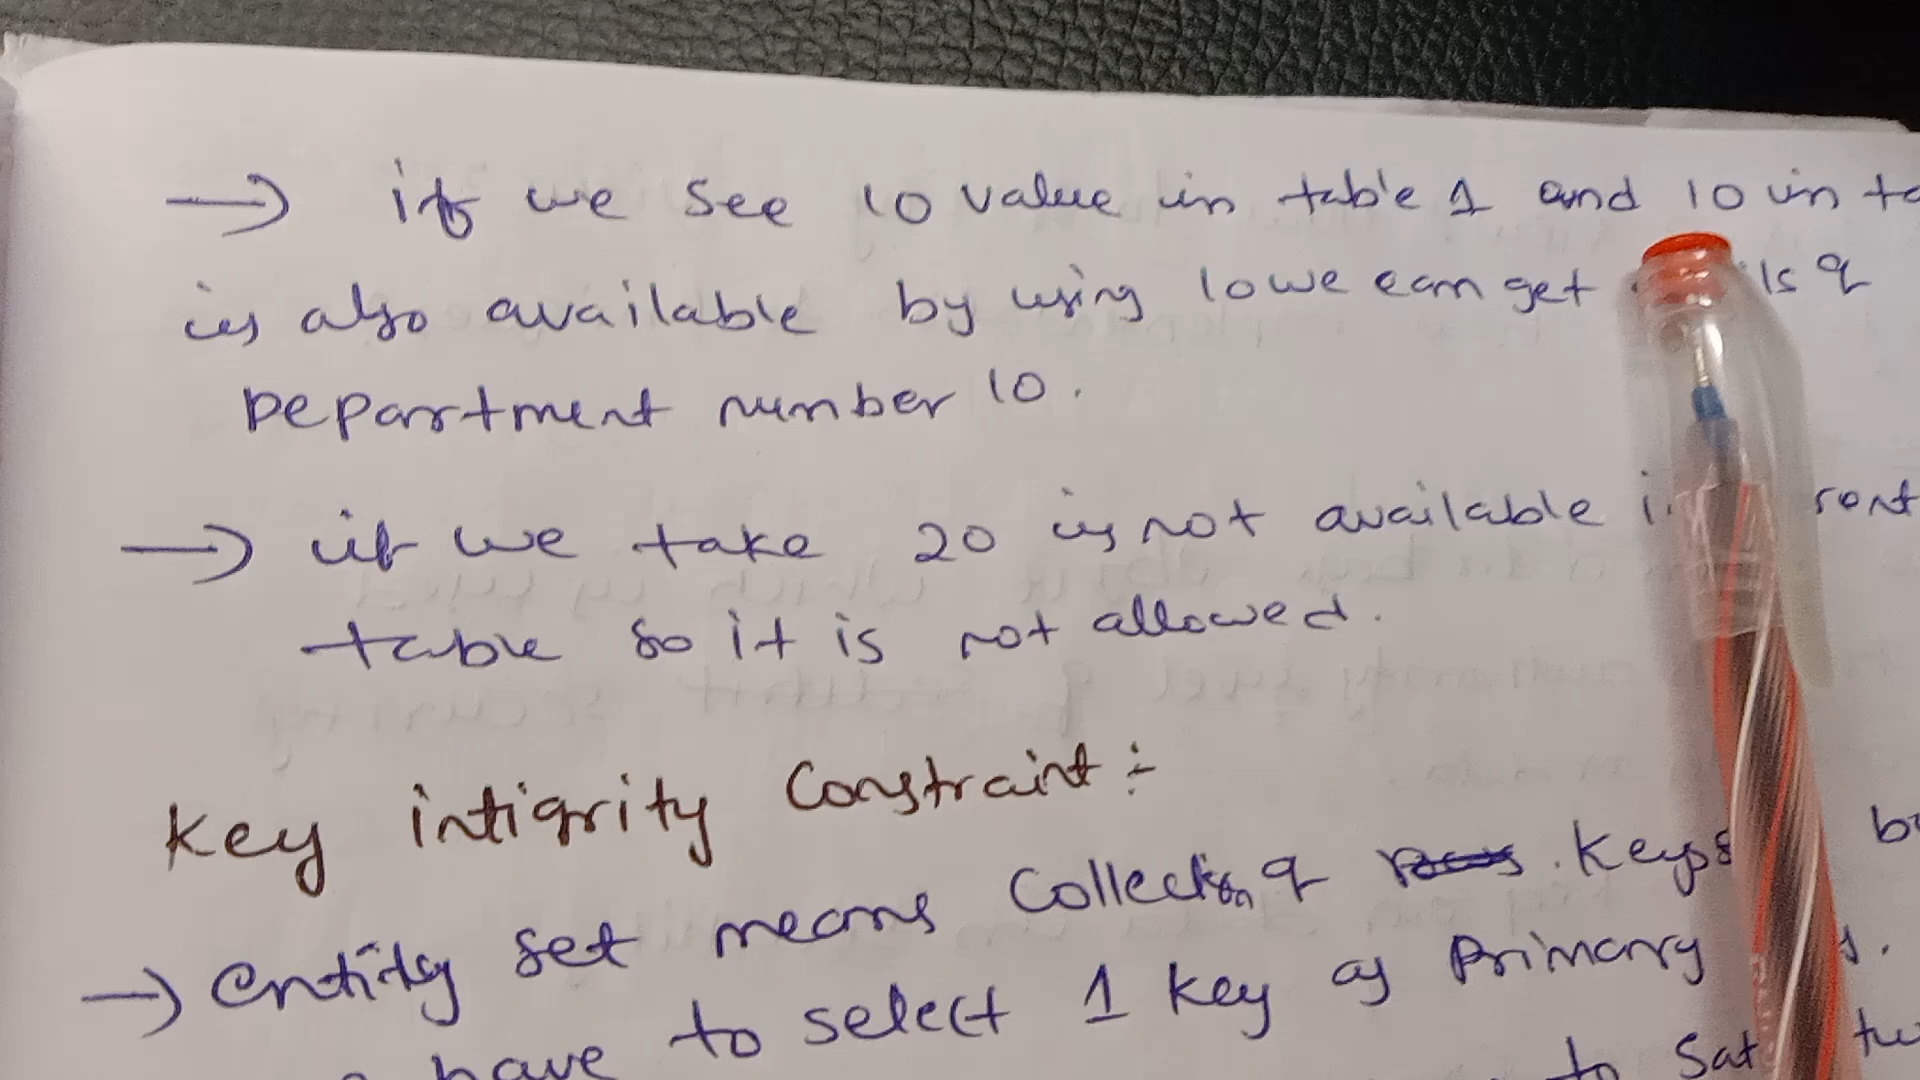 → if we see 10 value in table 1 and 10 in
is also available by using 10 we can get of
Department number 10.
→ if we take 20 is not available
table so it is not allowed.
Key intigrity Constraint :-
→ entity set means Collection of Keys
have to select 1 key as Primary
to